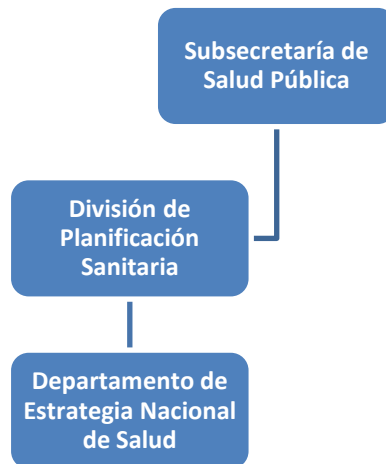 Subsecretaría de
Salud Pública
División de
Planificación
Sanitaria
Departamento de
Estrategia Nacional
de Salud